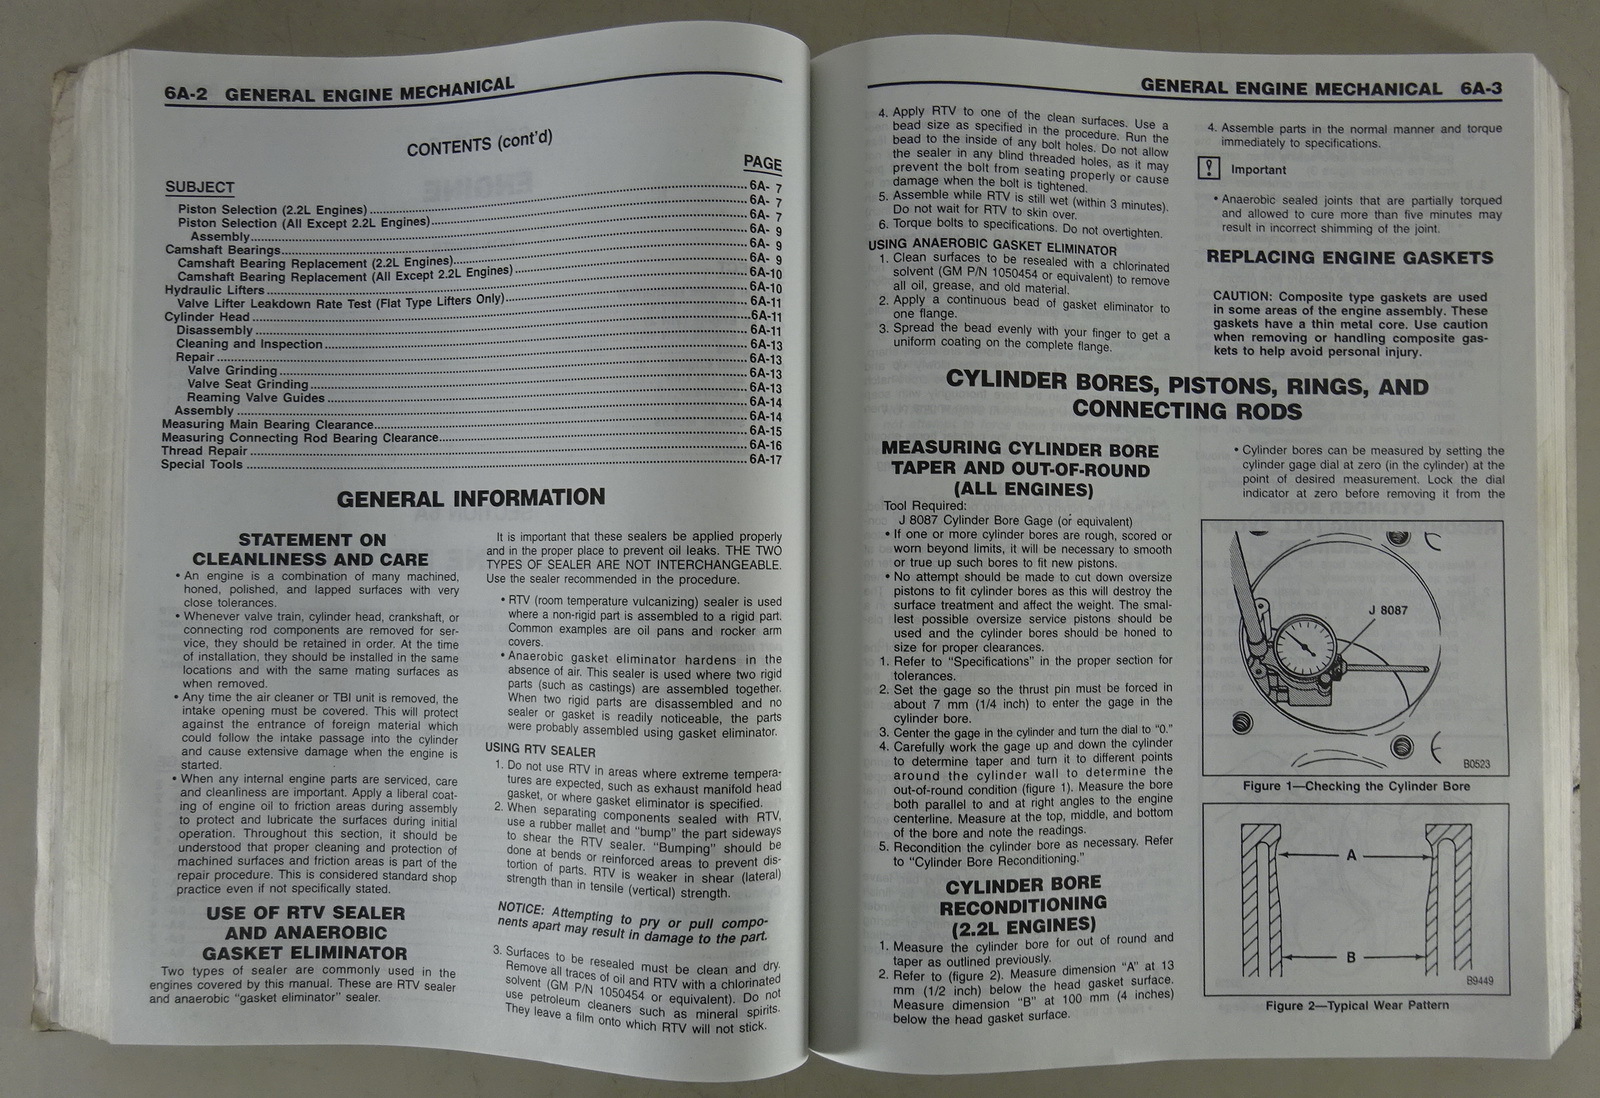 6A-2 GENERAL ENGINE MECHANICAL
CONTENTS (cont'd)
PAGE
SUBJECT
Piston Selection (2.2L Engines) 6A- 7
Piston Selection (All Except 2.2L Engines) 6A- 7
Assembly 6A- 7
Camshaft Bearings 6A- 9
Camshaft Bearing Replacement (2.2L Engines) 6A- 9
Camshaft Bearing Replacement (All Except 2.2L Engines) 6A- 9
Hydraulic Lifters 6A-10
Valve Lifter Leakdown Rate Test (Flat Type Lifters Only) 6A-10
Cylinder Head 6A-11
Disassembly 6A-11
Cleaning and Inspection 6A-11
Repair 6A-13
Valve Grinding 6A-13
Valve Seat Grinding 6A-13
Reaming Valve Guides 6A-13
Assembly 6A-14
Measuring Main Bearing Clearance 6A-14
Measuring Connecting Rod Bearing Clearance 6A-15
Thread Repair 6A-16
Special Tools 6A-17
GENERAL INFORMATION
STATEMENT ON
CLEANLINESS AND CARE
• An engine is a combination of many machined,
honed, polished, and lapped surfaces with very
close tolerances.
• Whenever valve train, cylinder head, crankshaft, or
connecting rod components are removed for ser-
vice, they should be retained in order. At the time
of installation, they should be installed in the same
locations and with the same mating surfaces as
when removed.
• Any time the air cleaner or TBI unit is removed, the
intake opening must be covered. This will protect
against the entrance of foreign material which
could follow the intake passage into the cylinder
and cause extensive damage when the engine is
started.
• When any internal engine parts are serviced, care
and cleanliness are important. Apply a liberal coat-
ing of engine oil to friction areas during assembly
to protect and lubricate the surfaces during initial
operation. Throughout this section, it should be
understood that proper cleaning and protection of
machined surfaces and friction areas is part of the
repair procedure. This is considered standard shop
practice even if not specifically stated.
USE OF RTV SEALER
AND ANAEROBIC
GASKET ELIMINATOR
Two types of sealer are commonly used in the
engines covered by this manual. These are RTV sealer
and anaerobic "gasket eliminator" sealer.
It is important that these sealers be applied properly
and in the proper place to prevent oil leaks. THE TWO
TYPES OF SEALER ARE NOT INTERCHANGEABLE.
Use the sealer recommended in the procedure.
• RTV (room temperature vulcanizing) sealer is used
where a non-rigid part is assembled to a rigid part.
Common examples are oil pans and rocker arm
covers.
• Anaerobic gasket eliminator hardens in the
absence of air. This sealer is used where two rigid
parts (such as castings) are assembled together.
When two rigid parts are disassembled and no
sealer or gasket is readily noticeable, the parts
were probably assembled using gasket eliminator.
USING RTV SEALER
1. Do not use RTV in areas where extreme tempera-
tures are expected, such as exhaust manifold head
gasket, or where gasket eliminator is specified.
2. When separating components sealed with RTV,
use a rubber mallet and "bump" the part sideways
to shear the RTV sealer. "Bumping" should be
done at bends or reinforced areas to prevent dis-
tortion of parts. RTV is weaker in shear (lateral)
strength than in tensile (vertical) strength.
NOTICE: Attempting to pry or pull compo-
nents apart may result in damage to the part.
3. Surfaces to be resealed must be clean and dry.
Remove all traces of oil and RTV with a chlorinated
solvent (GM P/N 1050454 or equivalent). Do not
use petroleum cleaners such as mineral spirits.
They leave a film onto which RTV will not stick.
GENERAL ENGINE MECHANICAL 6A-3
4. Apply RTV to one of the clean surfaces. Use a
bead size as specified in the procedure. Run the
bead to the inside of any bolt holes. Do not allow
the sealer in any blind threaded holes, as it may
prevent the bolt from seating properly or cause
damage when the bolt is tightened.
5. Assemble while RTV is still wet (within 3 minutes).
Do not wait for RTV to skin over.
6. Torque bolts to specifications. Do not overtighten.
USING ANAEROBIC GASKET ELIMINATOR
1. Clean surfaces to be resealed with a chlorinated
solvent (GM P/N 1050454 or equivalent) to remove
all oil, grease, and old material.
2. Apply a continuous bead of gasket eliminator to
one flange.
3. Spread the bead evenly with your finger to get a
uniform coating on the complete flange.
4. Assemble parts in the normal manner and torque
immediately to specifications.
! Important
• Anaerobic sealed joints that are partially torqued
and allowed to cure more than five minutes may
result in incorrect shimming of the joint.
REPLACING ENGINE GASKETS
CAUTION: Composite type gaskets are used
in some areas of the engine assembly. These
gaskets have a thin metal core. Use caution
when removing or handling composite gas-
kets to help avoid personal injury.
CYLINDER BORES, PISTONS, RINGS, AND
CONNECTING RODS
MEASURING CYLINDER BORE
TAPER AND OUT-OF-ROUND
(ALL ENGINES)
Tool Required:
J 8087 Cylinder Bore Gage (or equivalent)
• If one or more cylinder bores are rough, scored or
worn beyond limits, it will be necessary to smooth
or true up such bores to fit new pistons.
• No attempt should be made to cut down oversize
pistons to fit cylinder bores as this will destroy the
surface treatment and affect the weight. The smal-
lest possible oversize service pistons should be
used and the cylinder bores should be honed to
size for proper clearances.
1. Refer to "Specifications" in the proper section for
tolerances.
2. Set the gage so the thrust pin must be forced in
about 7 mm (1/4 inch) to enter the gage in the
cylinder bore.
3. Center the gage in the cylinder and turn the dial to "0."
4. Carefully work the gage up and down the cylinder
to determine taper and turn it to different points
around the cylinder wall to determine the
out-of-round condition (figure 1). Measure the bore
both parallel to and at right angles to the engine
centerline. Measure at the top, middle, and bottom
of the bore and note the readings.
5. Recondition the cylinder bore as necessary. Refer
to "Cylinder Bore Reconditioning."
CYLINDER BORE
RECONDITIONING
(2.2L ENGINES)
1. Measure the cylinder bore for out of round and
taper as outlined previously.
2. Refer to (figure 2). Measure dimension "A" at 13
mm (1/2 inch) below the head gasket surface.
Measure dimension "B" at 100 mm (4 inches)
below the head gasket surface.
• Cylinder bores can be measured by setting the
cylinder gage dial at zero (in the cylinder) at the
point of desired measurement. Lock the dial
indicator at zero before removing it from the
J 8087
B0523
Figure 1—Checking the Cylinder Bore
A
B
B9449
Figure 2—Typical Wear Pattern